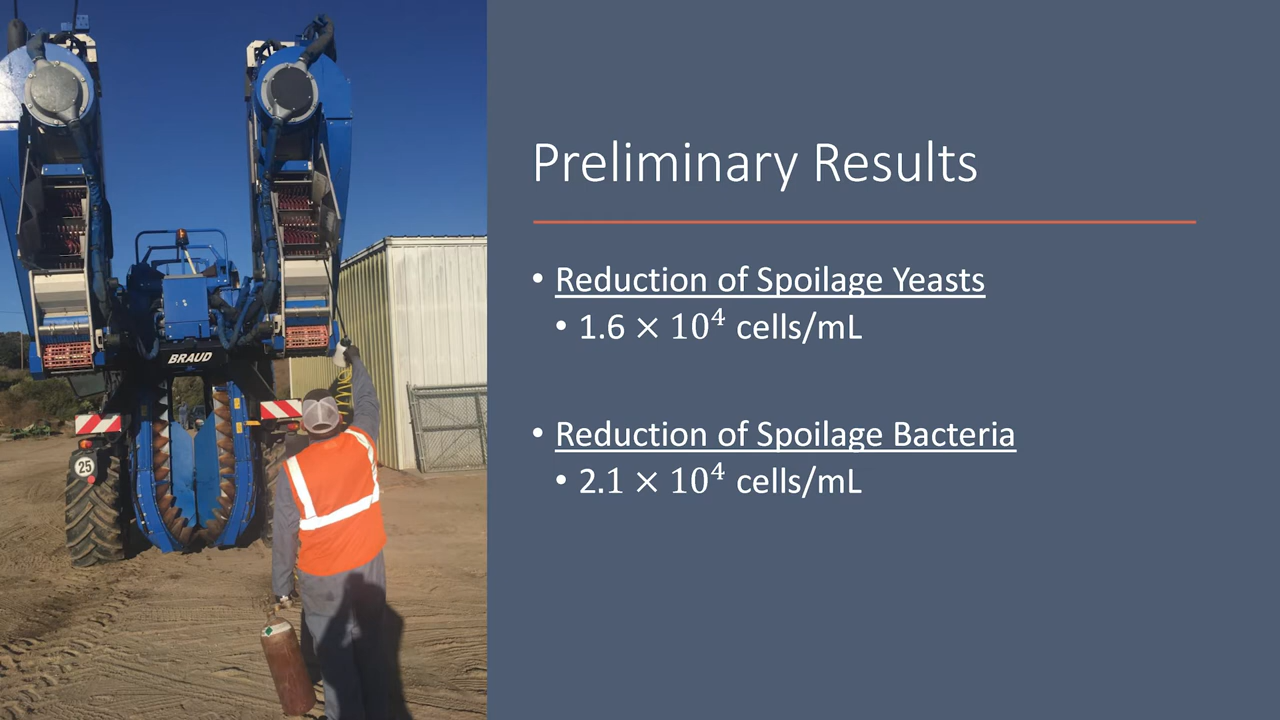 BRAUD
25
Preliminary Results
• Reduction of Spoilage Yeasts
• 1.6 × 10⁴ cells/mL
• Reduction of Spoilage Bacteria
• 2.1 × 10⁴ cells/mL